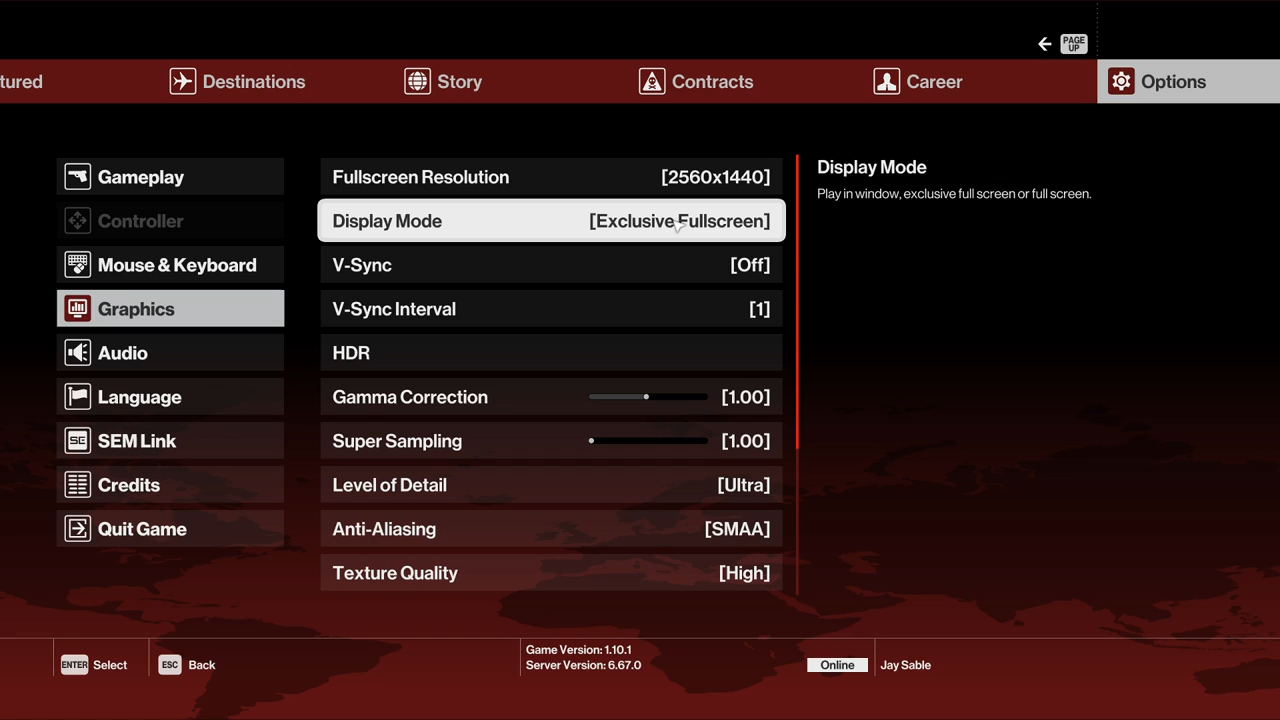 PAGE UP
tured Destinations Story Contracts Career Options
Gameplay
Controller
Mouse & Keyboard
Graphics
Audio
Language
SEM Link
Credits
Quit Game
Fullscreen Resolution [2560x1440]
Display Mode [Exclusive Fullscreen]
V-Sync [Off]
V-Sync Interval [1]
HDR
Gamma Correction [1.00]
Super Sampling [1.00]
Level of Detail [Ultra]
Anti-Aliasing [SMAA]
Texture Quality [High]
Display Mode
Play in window, exclusive full screen or full screen.
ENTER Select ESC Back
Game Version: 1.10.1
Server Version: 6.67.0
Online Jay Sable